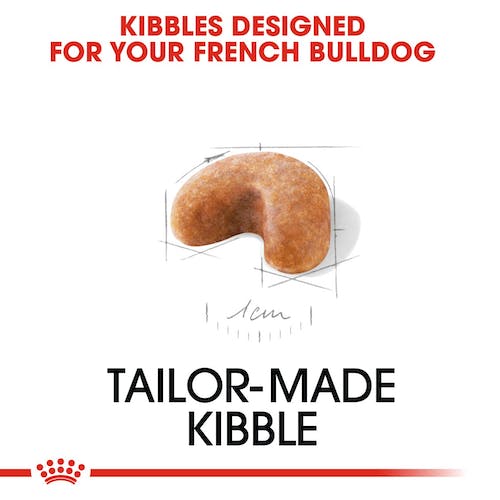 KIBBLES DESIGNED
FOR YOUR FRENCH BULLDOG
1cm
TAILOR-MADE
KIBBLE